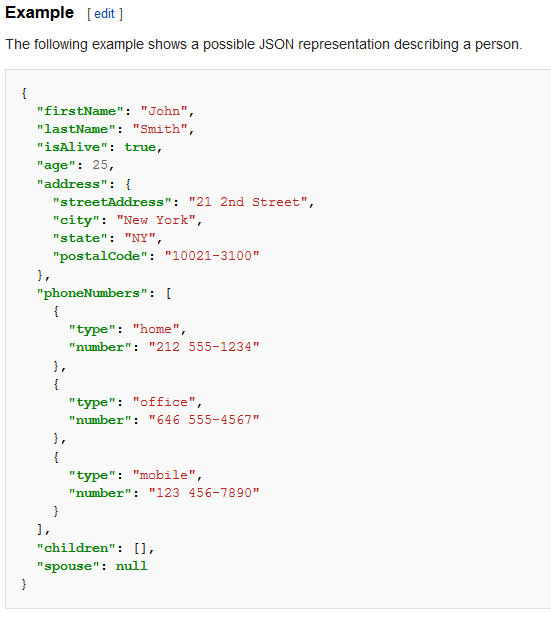 Example [ edit ]
The following example shows a possible JSON representation describing a person.
{
  "firstName": "John",
  "lastName": "Smith",
  "isAlive": true,
  "age": 25,
  "address": {
    "streetAddress": "21 2nd Street",
    "city": "New York",
    "state": "NY",
    "postalCode": "10021-3100"
  },
  "phoneNumbers": [
    {
      "type": "home",
      "number": "212 555-1234"
    },
    {
      "type": "office",
      "number": "646 555-4567"
    },
    {
      "type": "mobile",
      "number": "123 456-7890"
    }
  ],
  "children": [],
  "spouse": null
}